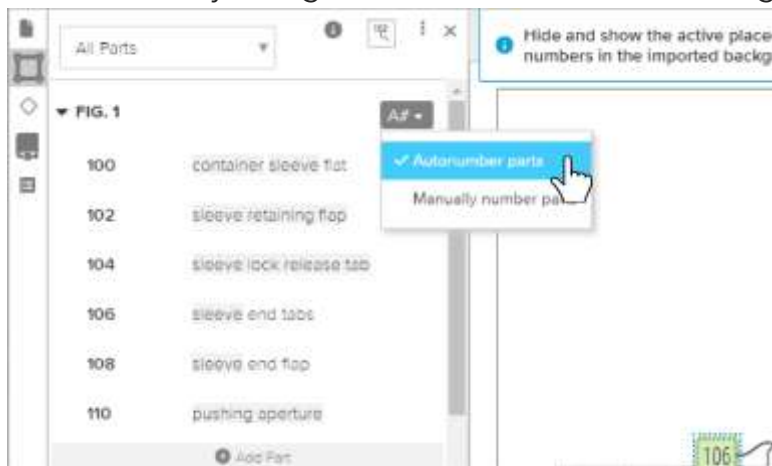 All Parts
Hide and show the active place
numbers in the imported backg
FIG. 1
A#
Autonumber parts
100 container sleeve flat
Manually number pa
102 sleeve retaining flap
104 sleeve lock release tab
106 sleeve end tabs
108 sleeve end flap
110 pushing aperture
Add Part
106